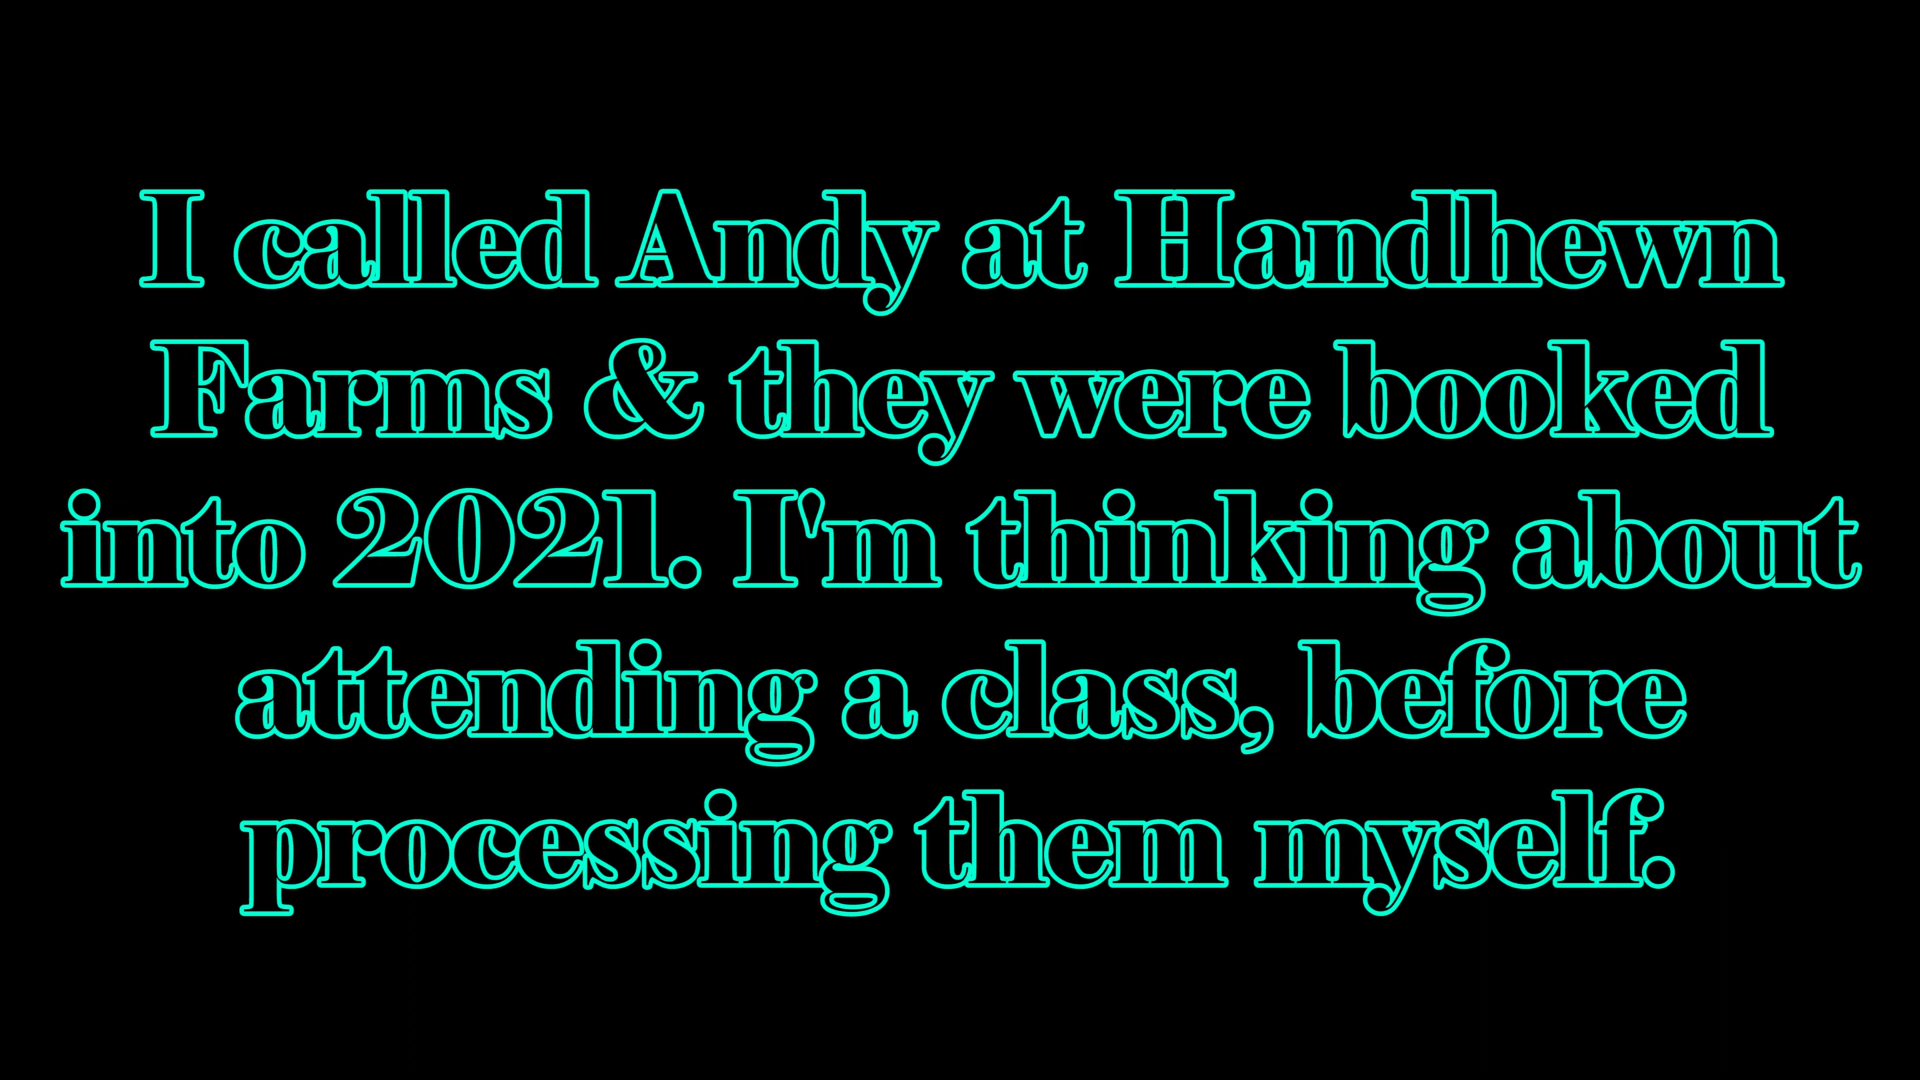 I called Andy at Handhewn
Farms & they were booked
into 2021. I'm thinking about
attending a class, before
processing them myself.